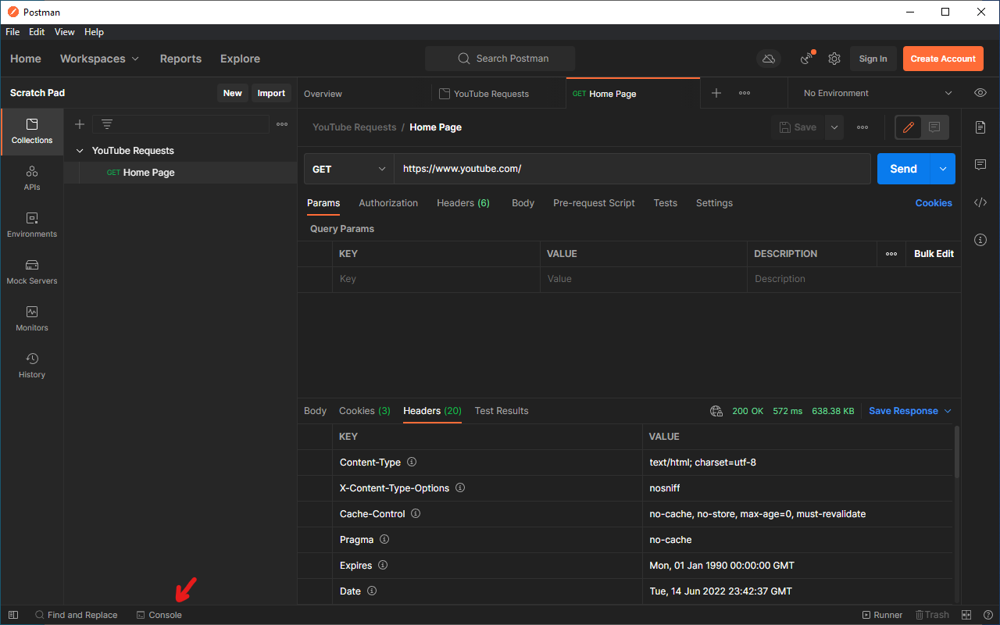 Postman
File Edit View Help
Home Workspaces Reports Explore Search Postman Sign In Create Account
Scratch Pad New Import Overview YouTube Requests GET Home Page No Environment
Collections
APIs
Environments
Mock Servers
Monitors
History
YouTube Requests
GET Home Page
YouTube Requests / Home Page Save
GET https://www.youtube.com/ Send
Params Authorization Headers (6) Body Pre-request Script Tests Settings Cookies
Query Params
KEY VALUE DESCRIPTION Bulk Edit
Key Value Description
Body Cookies (3) Headers (20) Test Results 200 OK 572 ms 638.38 KB Save Response
KEY VALUE
Content-Type text/html; charset=utf-8
X-Content-Type-Options nosniff
Cache-Control no-cache, no-store, max-age=0, must-revalidate
Pragma no-cache
Expires Mon, 01 Jan 1990 00:00:00 GMT
Date Tue, 14 Jun 2022 23:42:37 GMT
Find and Replace Console Runner Trash